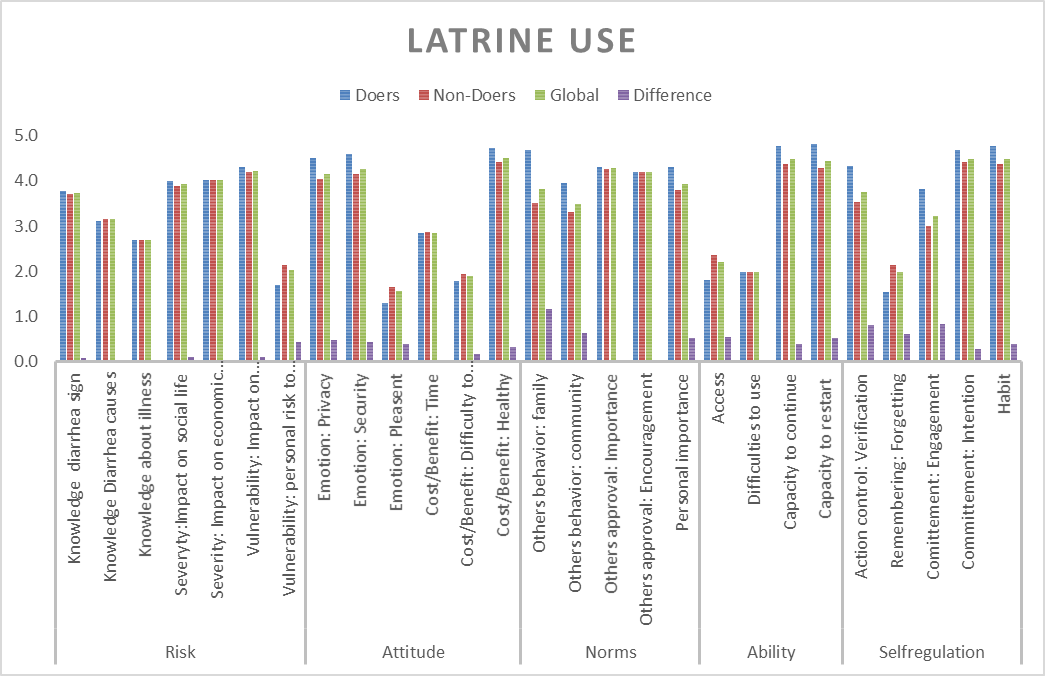 LATRINE USE
Doers Non-Doers Global Difference
5.0
4.0
3.0
2.0
1.0
0.0
Knowledge diarrhea sign
Knowledge Diarrhea causes
Knowledge about illness
Severyty:Impact on social life
Severity: Impact on economic...
Vulnerability: Impact on...
Vulnerability: personal risk to...
Emotion: Privacy
Emotion: Security
Emotion: Pleasent
Cost/Benefit: Time
Cost/Benefit: Difficulty to...
Cost/Benefit: Healthy
Others behavior: family
Others behavior: community
Others approval: Importance
Others approval: Encouragement
Personal importance
Access
Difficulties to use
Capacity to continue
Capacity to restart
Action control: Verification
Remembering: Forgetting
Comittement: Engagement
Committement: Intention
Habit
Risk
Attitude
Norms
Ability
Selfregulation